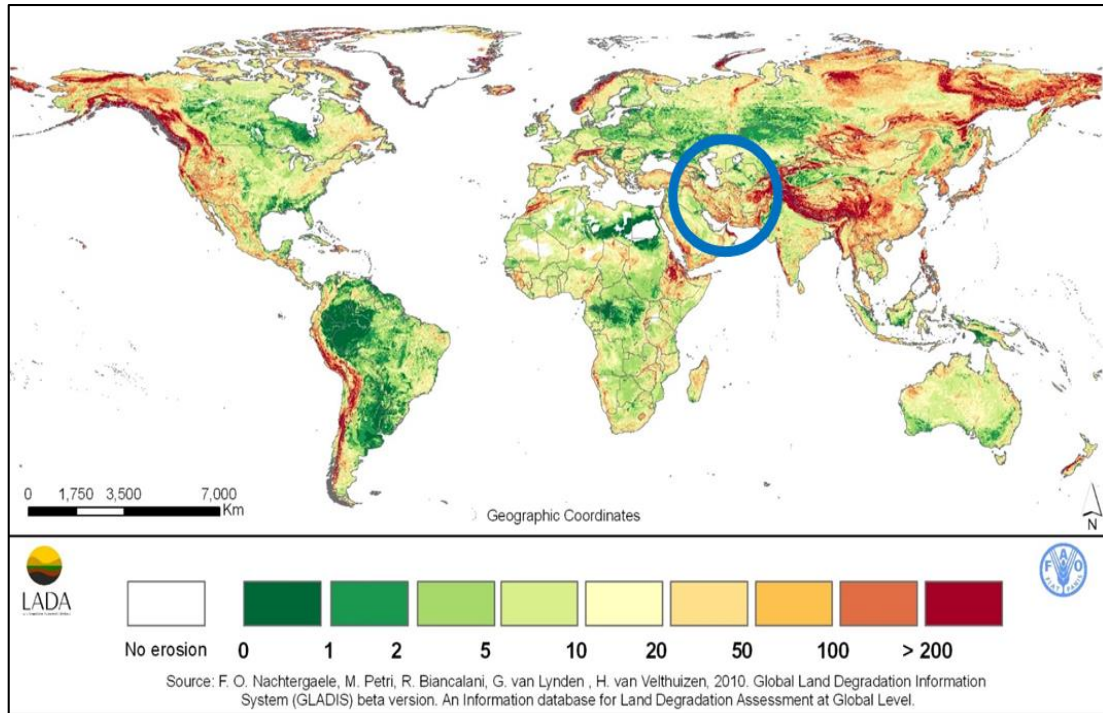 0 1,750 3,500 7,000
Km
Geographic Coordinates
N
LADA
F A O
FIAT PANIS
No erosion 0 1 2 5 10 20 50 100 > 200
Source: F. O. Nachtergaele, M. Petri, R. Biancalani, G. van Lynden , H. van Velthuizen, 2010. Global Land Degradation Information
System (GLADIS) beta version. An Information database for Land Degradation Assessment at Global Level.